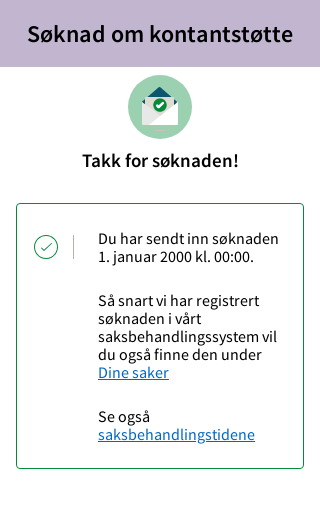 Søknad om kontantstøtte
Takk for søknaden!
Du har sendt inn søknaden
1. januar 2000 kl. 00:00.
Så snart vi har registrert
søknaden i vårt
saksbehandlingssystem vil
du også finne den under
Dine saker
Se også
saksbehandlingstidene